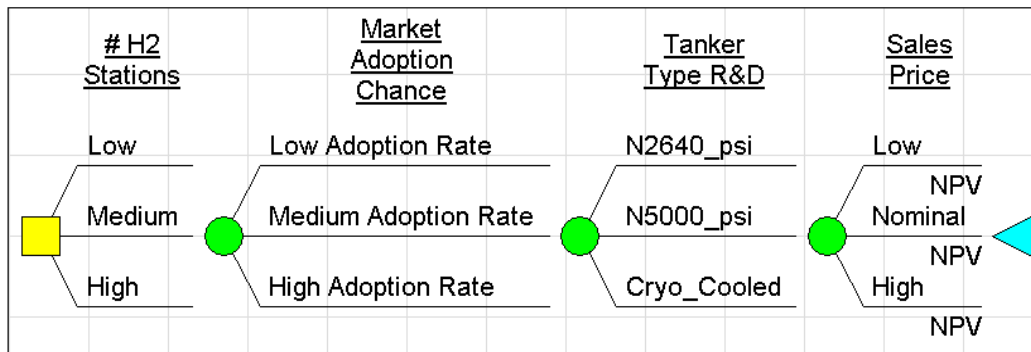 # H2
Stations
Market
Adoption
Chance
Tanker
Type R&D
Sales
Price
Low
Low Adoption Rate
N2640_psi
Low
NPV
Medium
Medium Adoption Rate
N5000_psi
Nominal
NPV
High
High Adoption Rate
Cryo_Cooled
High
NPV